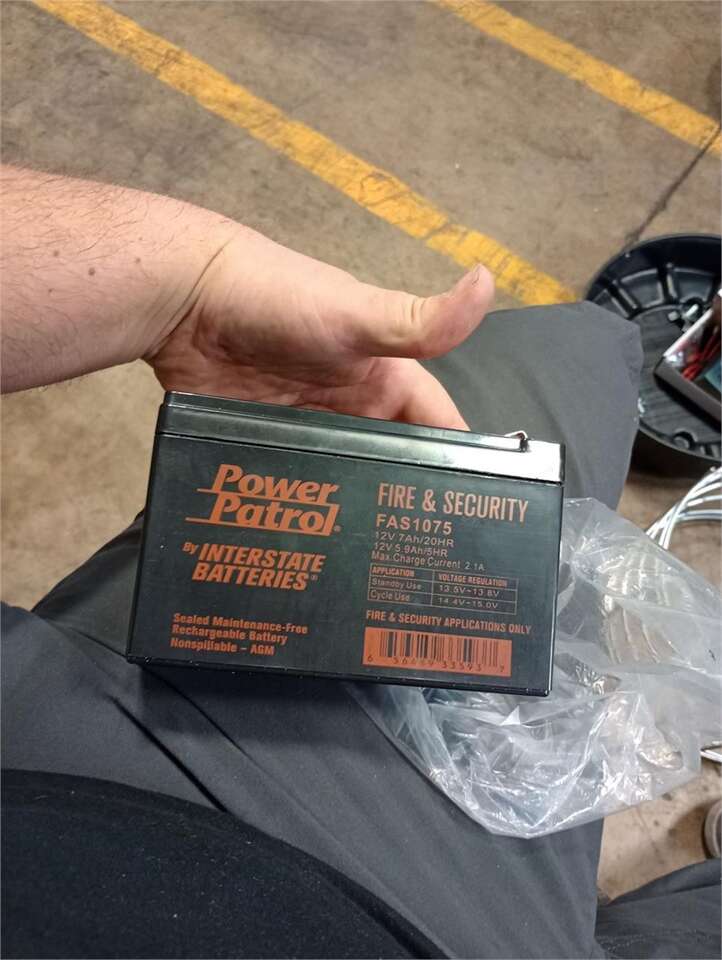 Power
Patrol®
By INTERSTATE
BATTERIES®
Sealed Maintenance-Free
Rechargeable Battery
Nonspillable – AGM
FIRE & SECURITY
FAS1075
12V 7Ah/20HR
12V 5.9Ah/5HR
Max.Charge Current 2.1A
APPLICATION VOLTAGE REGULATION
Standby Use 13.5V~13.8V
Cycle Use 14.4V~15.0V
FIRE & SECURITY APPLICATIONS ONLY